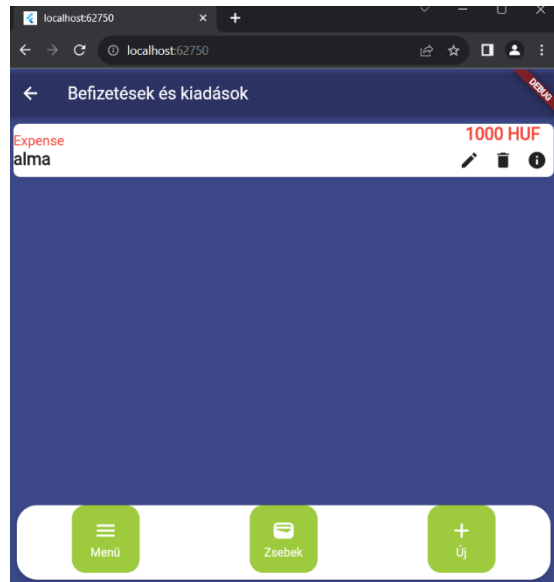 localhost:62750
localhost:62750
Befizetések és kiadások
DEBUG
Expense
1000 HUF
alma
Menü
Zsebek
Új